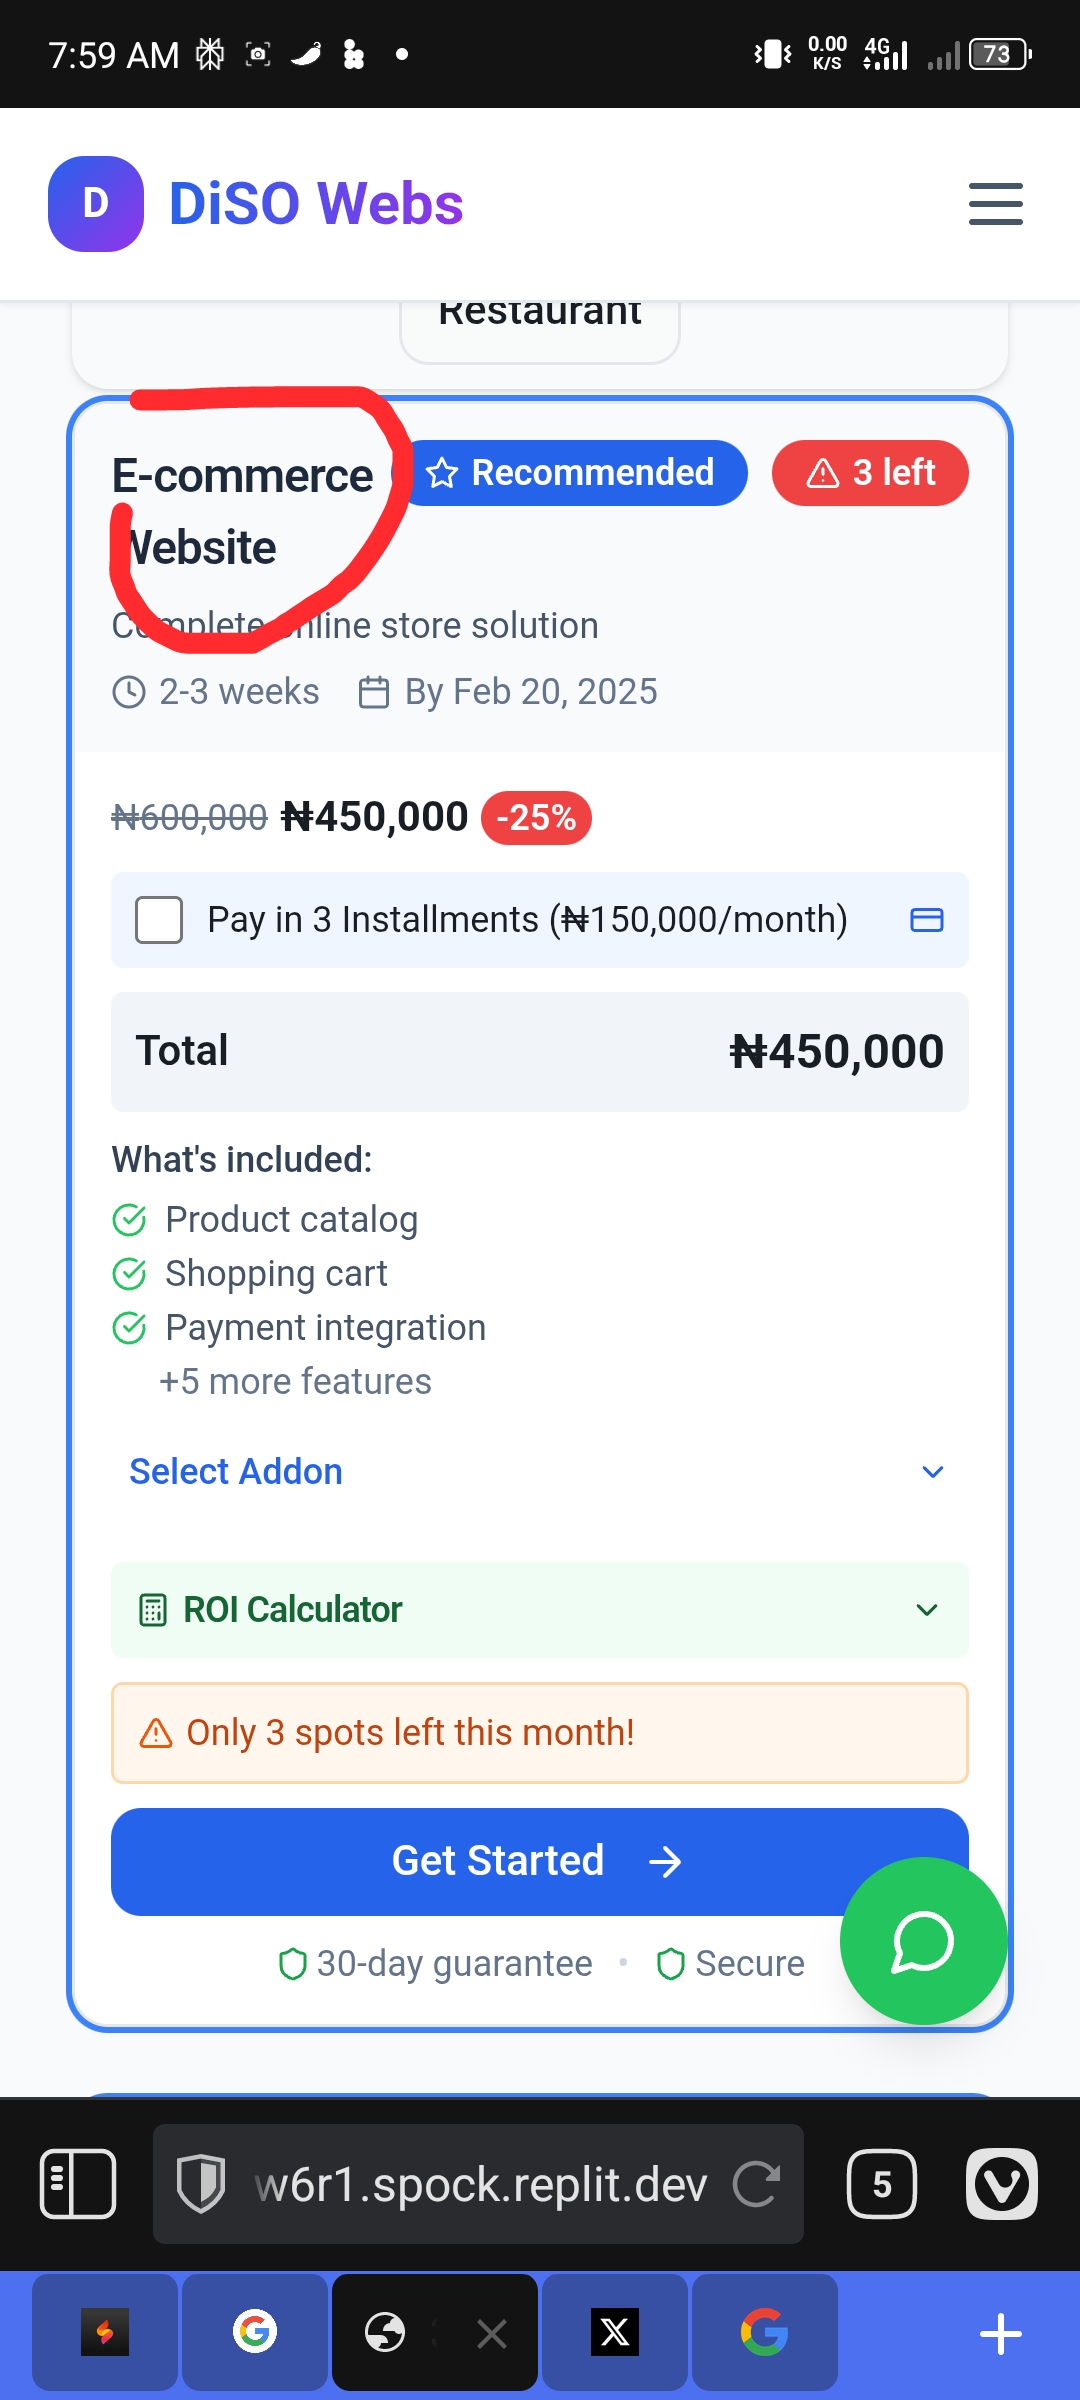 7:59 AM
0.00
K/S
4G
73
D
DiSO Webs
Restaurant
E-commerce
Website
Recommended
3 left
Complete online store solution
2-3 weeks
By Feb 20, 2025
₦600,000 ₦450,000 -25%
Pay in 3 Installments (₦150,000/month)
Total
₦450,000
What's included:
Product catalog
Shopping cart
Payment integration
+5 more features
Select Addon
ROI Calculator
Only 3 spots left this month!
Get Started
30-day guarantee • Secure
w6r1.spock.replit.dev
5